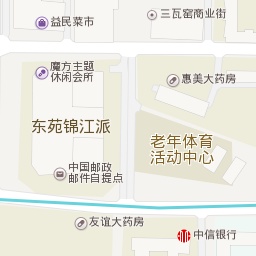 益民菜市
三瓦窑商业街
魔方主题
休闲会所
惠美大药房
东苑锦江派
老年体育
活动中心
中国邮政
邮件自提点
友谊大药房
中信银行